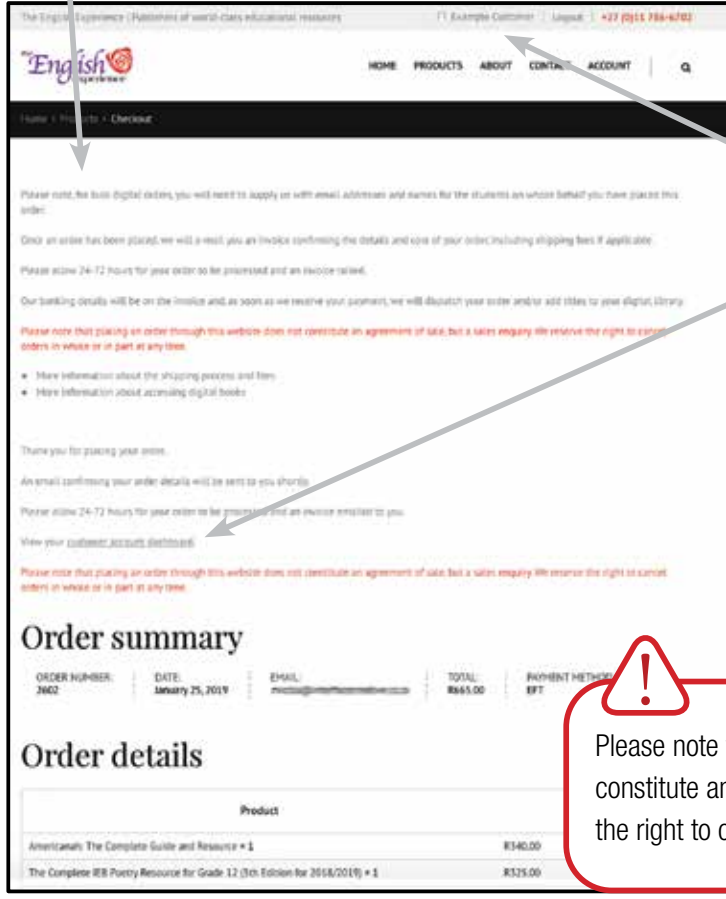 The English Experience | Publishers of world-class educational resources
Example Customer | Logout | +27 (0)11 786-6702
The English Experience
HOME PRODUCTS ABOUT CONTACT ACCOUNT
Home > Products > Checkout
Please note, for bulk digital orders, you will need to supply us with email addresses and names for the students on whose behalf you have placed this
order.
Once an order has been placed, we will e-mail you an invoice confirming the details and cost of your order, including shipping fees if applicable.
Please allow 24-72 hours for your order to be processed and an invoice raised.
Our banking details will be on the invoice and, as soon as we receive your payment, we will dispatch your order and/or add titles to your digital library.
Please note that placing an order through this website does not constitute an agreement of sale, but a sales enquiry. We reserve the right to cancel
orders in whole or in part at any time.
• More information about the shipping process and fees
• More information about accessing digital books
Thank you for placing your order.
An email confirming your order details will be sent to you shortly.
Please allow 24-72 hours for your order to be processed and an invoice emailed to you.
View your customer account dashboard.
Please note that placing an order through this website does not constitute an agreement of sale, but a sales enquiry. We reserve the right to cancel
orders in whole or in part at any time.
Order summary
ORDER NUMBER: DATE: EMAIL: TOTAL: PAYMENT METHOD:
2602 January 25, 2019 R665.00 EFT
Order details
Product
Americanah: The Complete Guide and Resource × 1 R340.00
The Complete IEB Poetry Resource for Grade 12 (5th Edition for 2018/2019) × 1 R325.00
!
Please note
constitute an
the right to